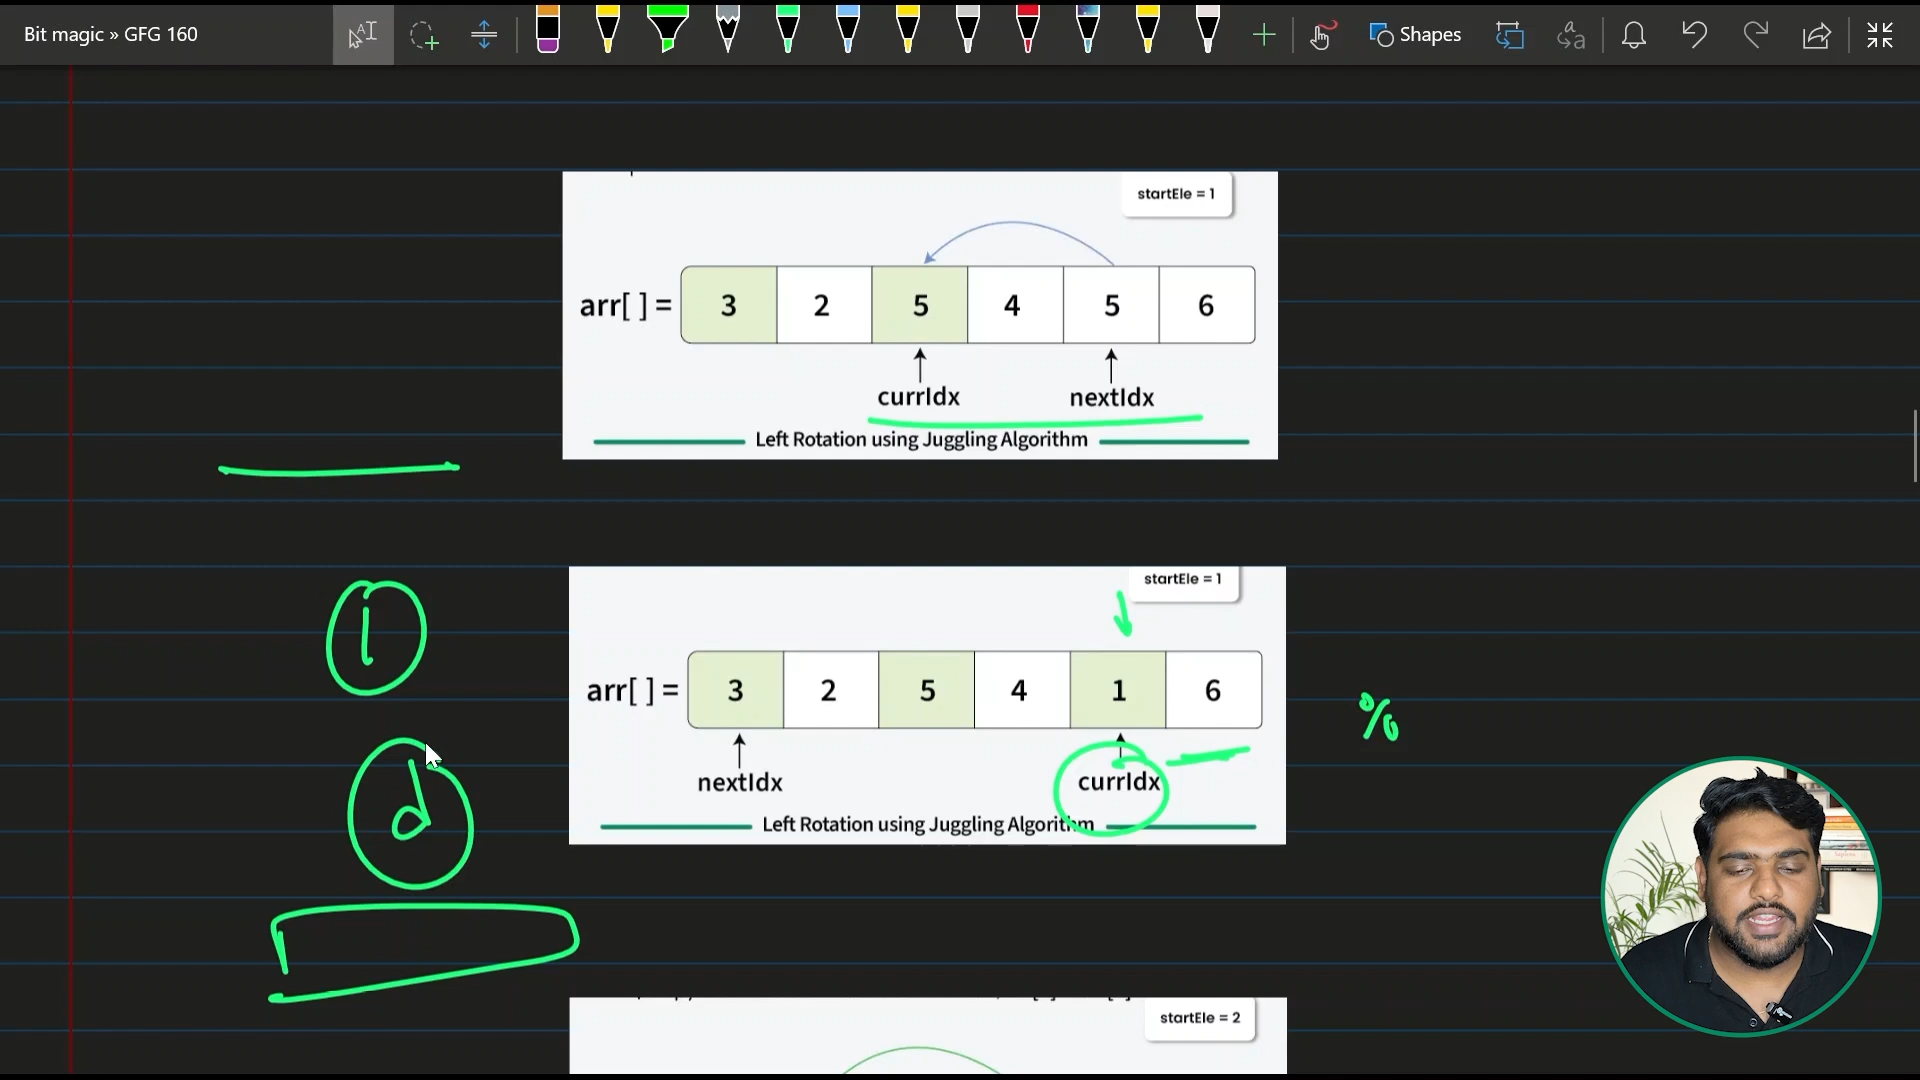 Bit magic » GFG 160
Shapes
startEle = 1
arr[ ] = 3 2 5 4 5 6
currIdx nextIdx
Left Rotation using Juggling Algorithm
startEle = 1
arr[ ] = 3 2 5 4 1 6
%
nextIdx currIdx
Left Rotation using Juggling Algorithm
d
startEle = 2